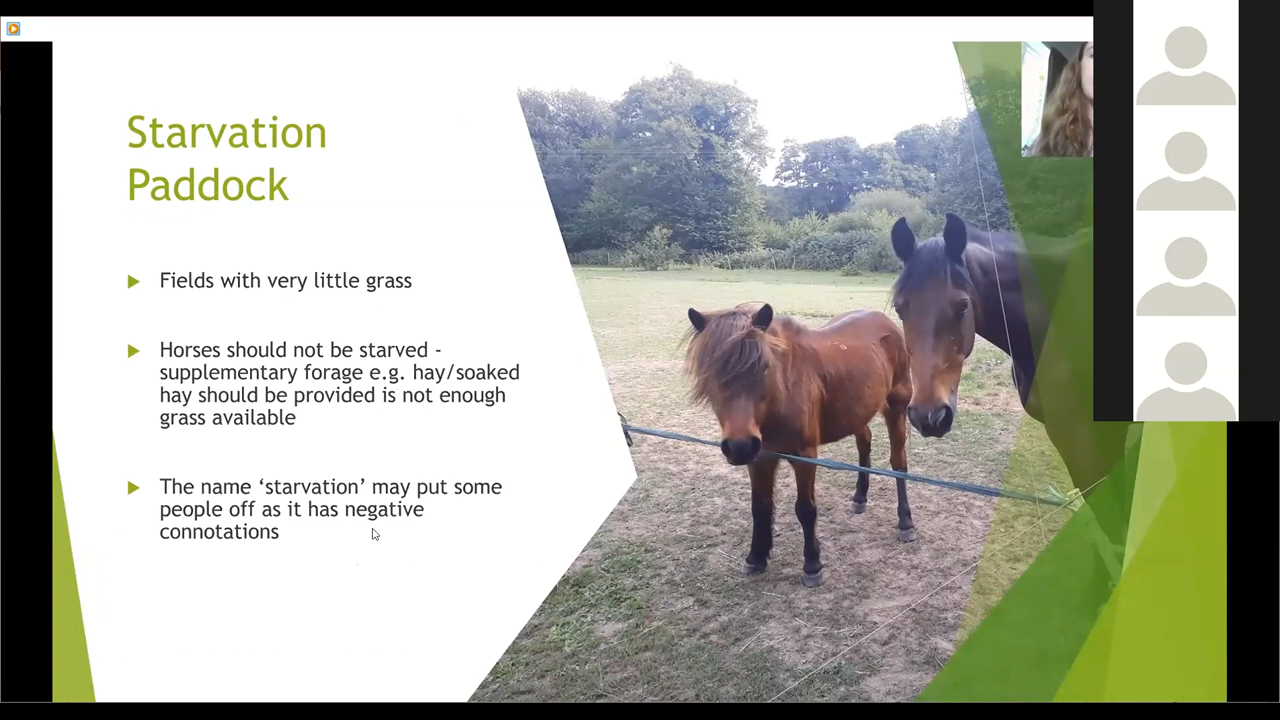 Starvation
Paddock
Fields with very little grass
Horses should not be starved -
supplementary forage e.g. hay/soaked
hay should be provided is not enough
grass available
The name ‘starvation’ may put some
people off as it has negative
connotations